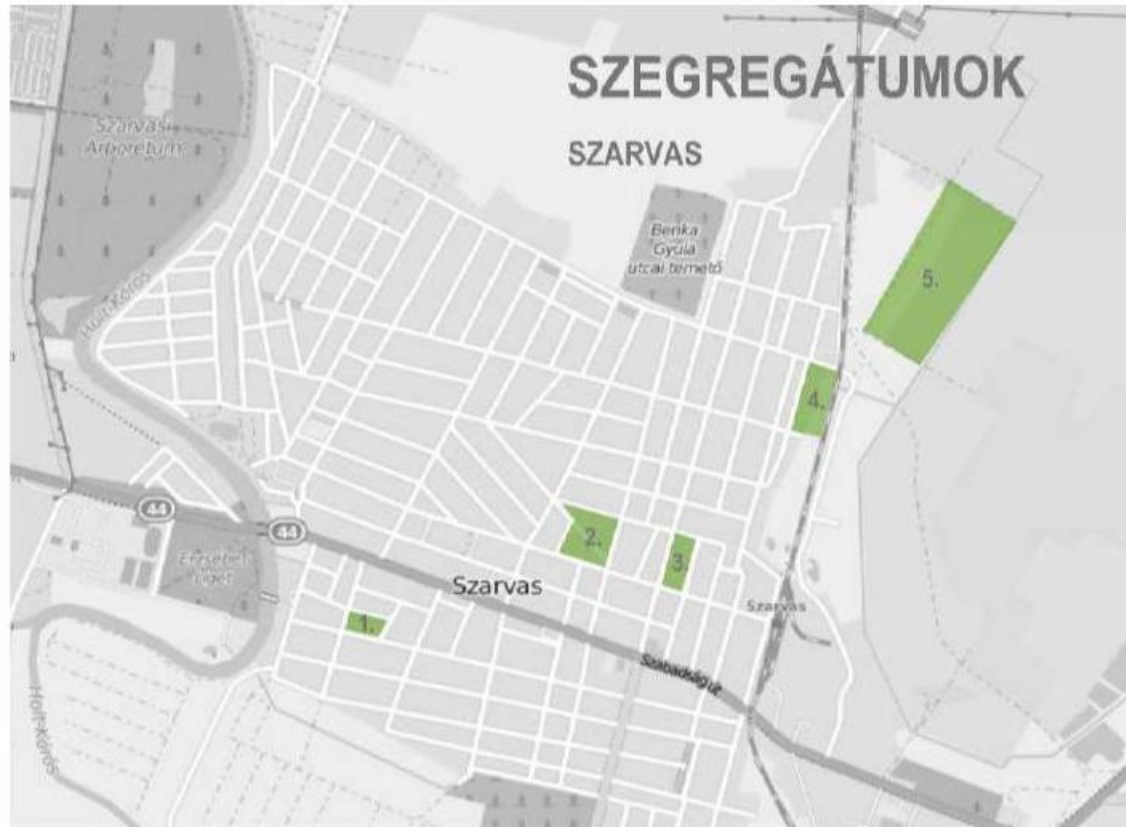 SZEGREGÁTUMOK
SZARVAS
Szarvasi
Arborétum
Benka
Gyula
utcai temető
5.
Holt-Körös
4.
44
44
2.
3.
Erzsébet
liget
Szarvas
Szarvas
1.
Szabadság út
Holt-Körös